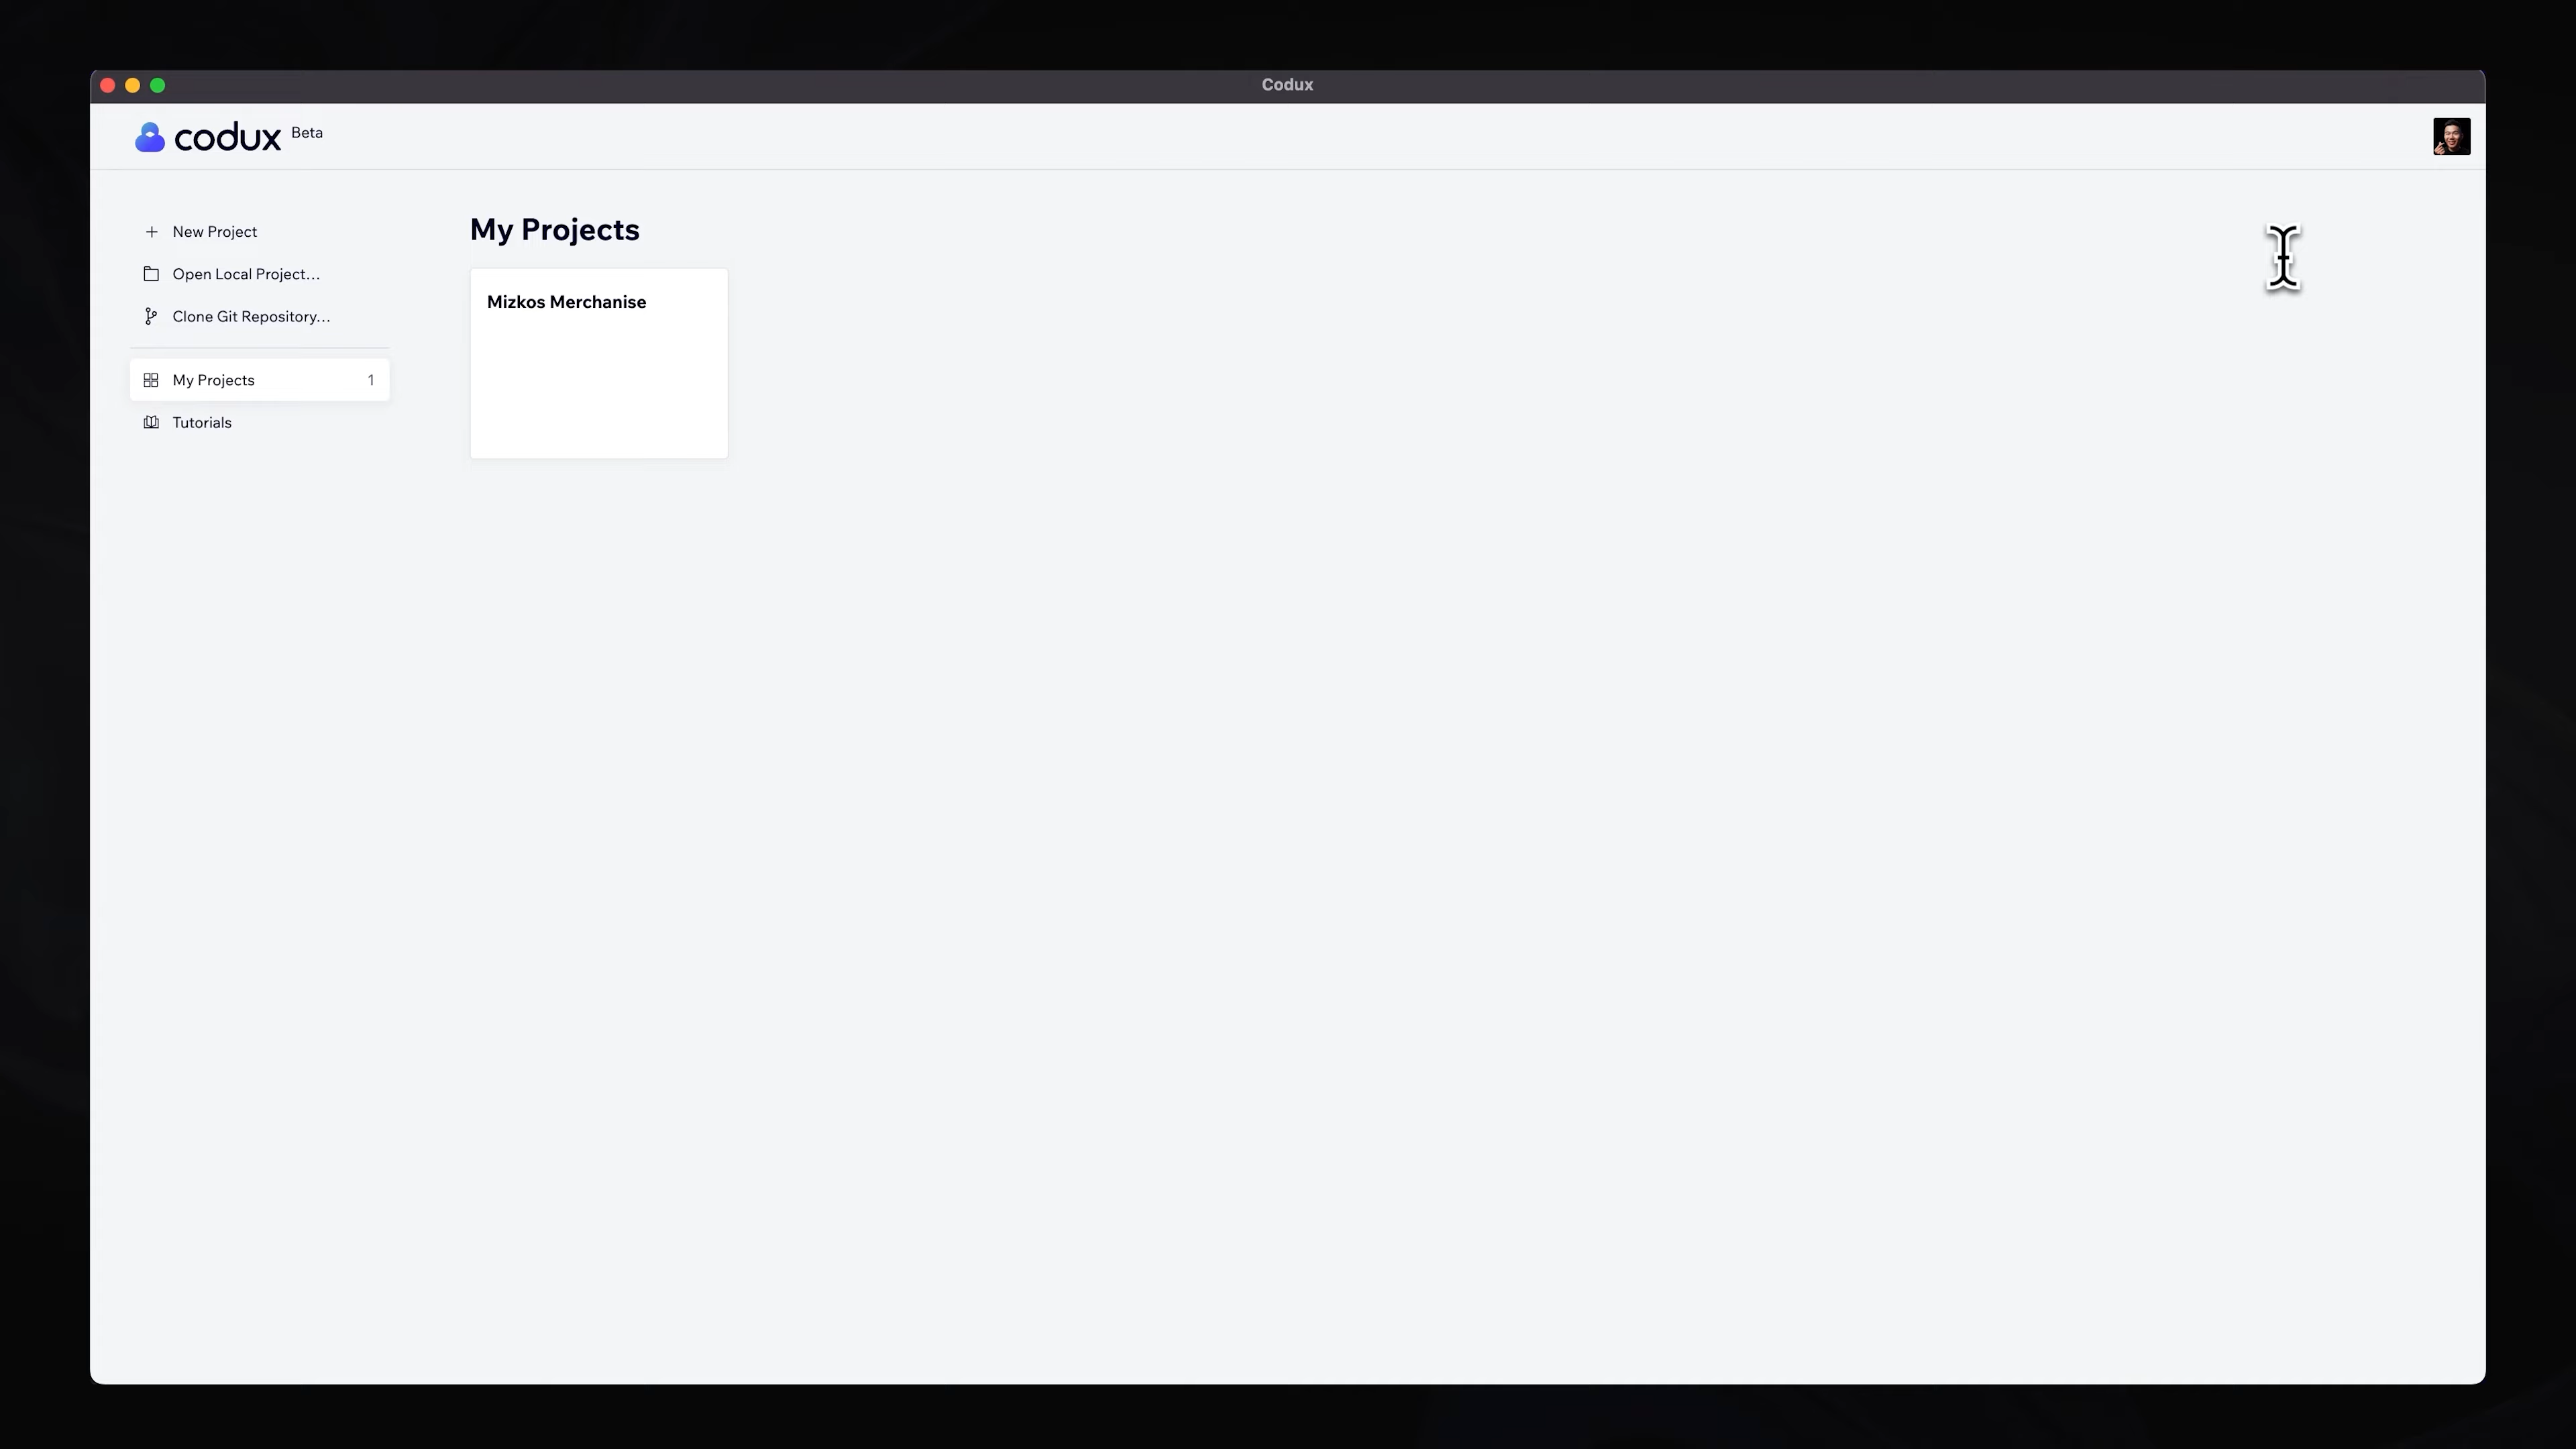 Codux
codux Beta
New Project
Open Local Project...
Clone Git Repository...
My Projects 1
Tutorials
My Projects
Mizkos Merchanise